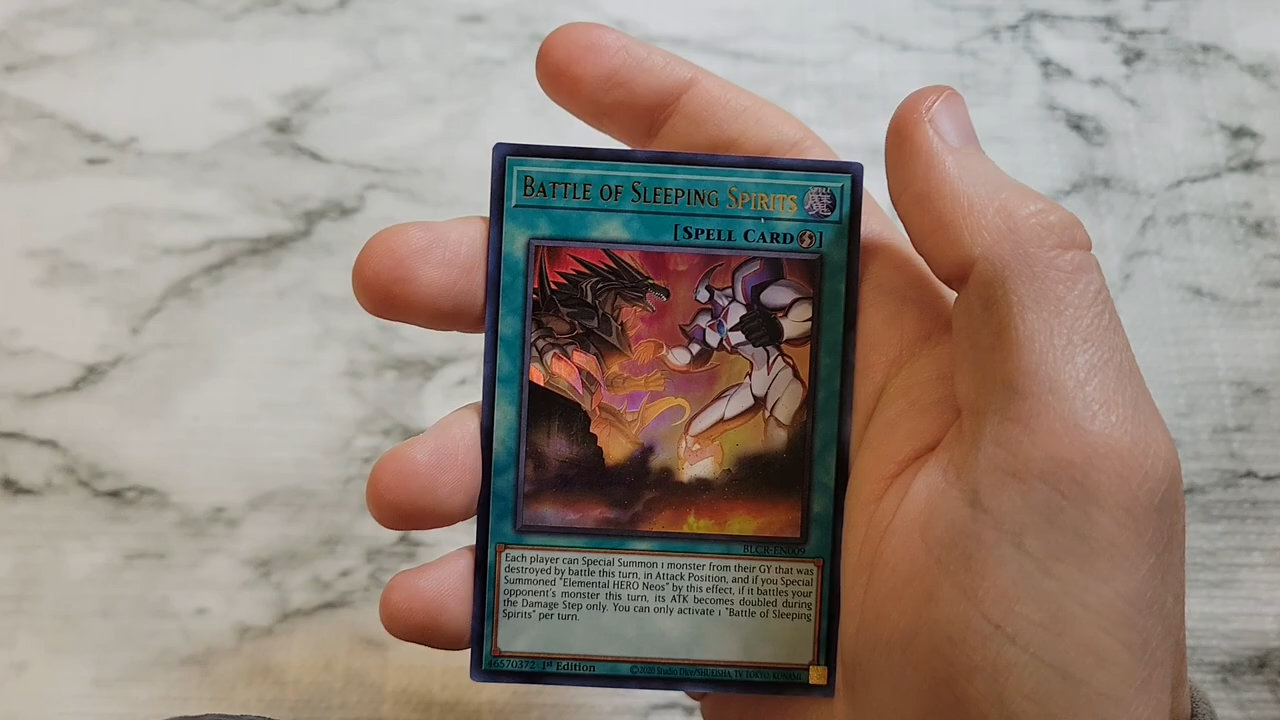 BATTLE OF SLEEPING SPIRITS
SPELL
魔
[SPELL CARD]
BLCR-EN009
Each player can Special Summon 1 monster from their GY that was
destroyed by battle this turn, in Attack Position, and if you Special
Summoned "Elemental HERO Neos" by this effect, if it battles your
opponent's monster this turn, its ATK becomes doubled during
the Damage Step only. You can only activate 1 "Battle of Sleeping
Spirits" per turn.
46570372 1st Edition ©2020 Studio Dice/SHUEISHA, TV TOKYO, KONAMI